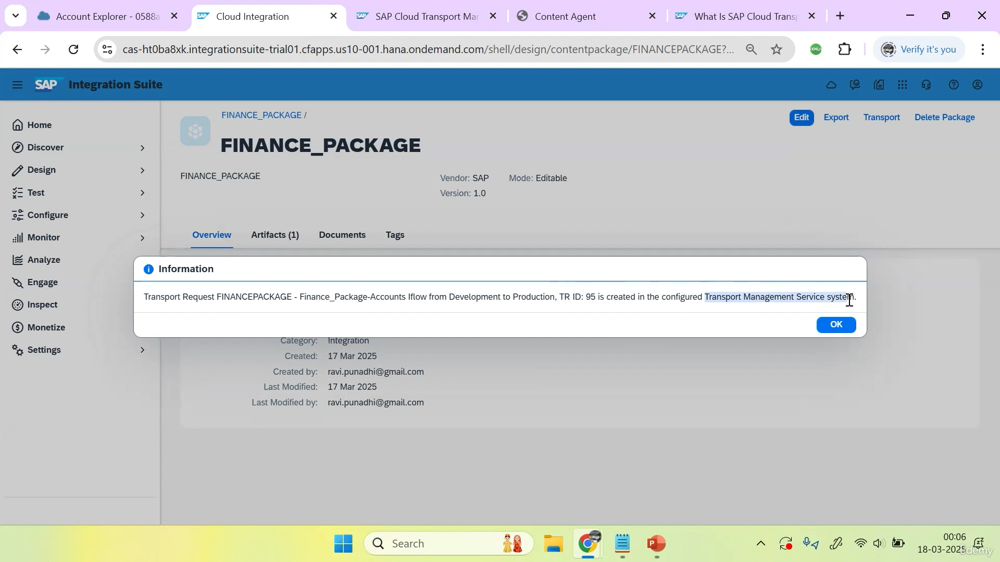 Account Explorer - 0588a
Cloud Integration
SAP Cloud Transport Mar
Content Agent
What Is SAP Cloud Transp
cas-ht0ba8xk.integrationsuite-trial01.cfapps.us10-001.hana.ondemand.com/shell/design/contentpackage/FINANCEPACKAGE?...
XML
Verify it's you
SAP Integration Suite
FINANCE_PACKAGE /
Edit
Export
Transport
Delete Package
FINANCE_PACKAGE
FINANCE_PACKAGE
Vendor: SAP
Mode: Editable
Version: 1.0
Home
Discover
Design
Test
Configure
Monitor
Analyze
Engage
Inspect
Monetize
Settings
Overview
Artifacts (1)
Documents
Tags
Information
Transport Request FINANCEPACKAGE - Finance_Package-Accounts Iflow from Development to Production, TR ID: 95 is created in the configured Transport Management Service system.
OK
Category: Integration
Created: 17 Mar 2025
Created by: ravi.punadhi@gmail.com
Last Modified: 17 Mar 2025
Last Modified by: ravi.punadhi@gmail.com
Search
00:06
18-03-2025
udemy